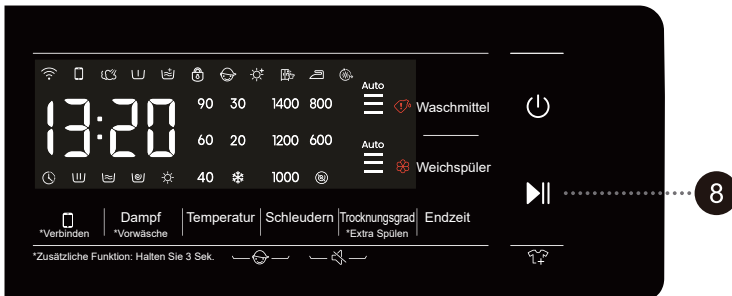 Auto
90 30 1400 800
Waschmittel
13:20
60 20 1200 600
Auto
Weichspüler
40 1000
8
Dampf Temperatur Schleudern Trocknungsgrad Endzeit
*Verbinden *Vorwäsche *Extra Spülen
*Zusätzliche Funktion: Halten Sie 3 Sek.